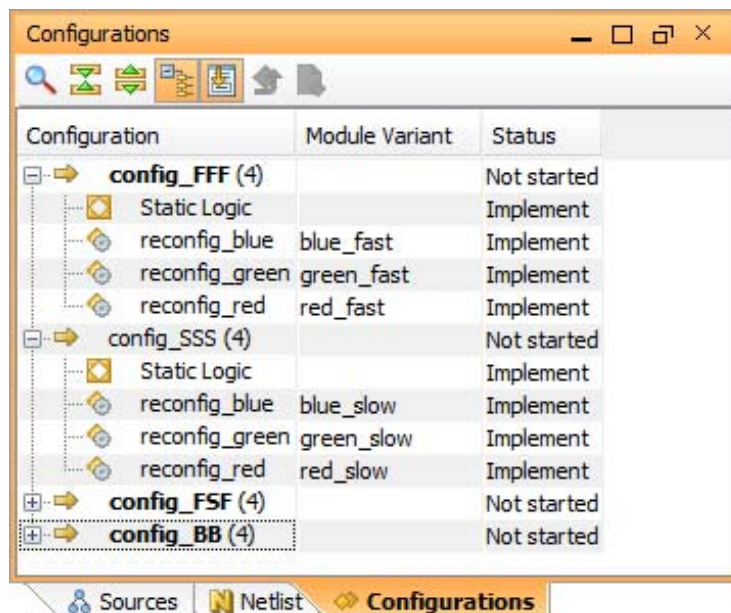 Configurations
Configuration Module Variant Status
config_FFF (4) Not started
Static Logic Implement
reconfig_blue blue_fast Implement
reconfig_green green_fast Implement
reconfig_red red_fast Implement
config_SSS (4) Not started
Static Logic Implement
reconfig_blue blue_slow Implement
reconfig_green green_slow Implement
reconfig_red red_slow Implement
config_FSF (4) Not started
config_BB (4) Not started
Sources Netlist Configurations